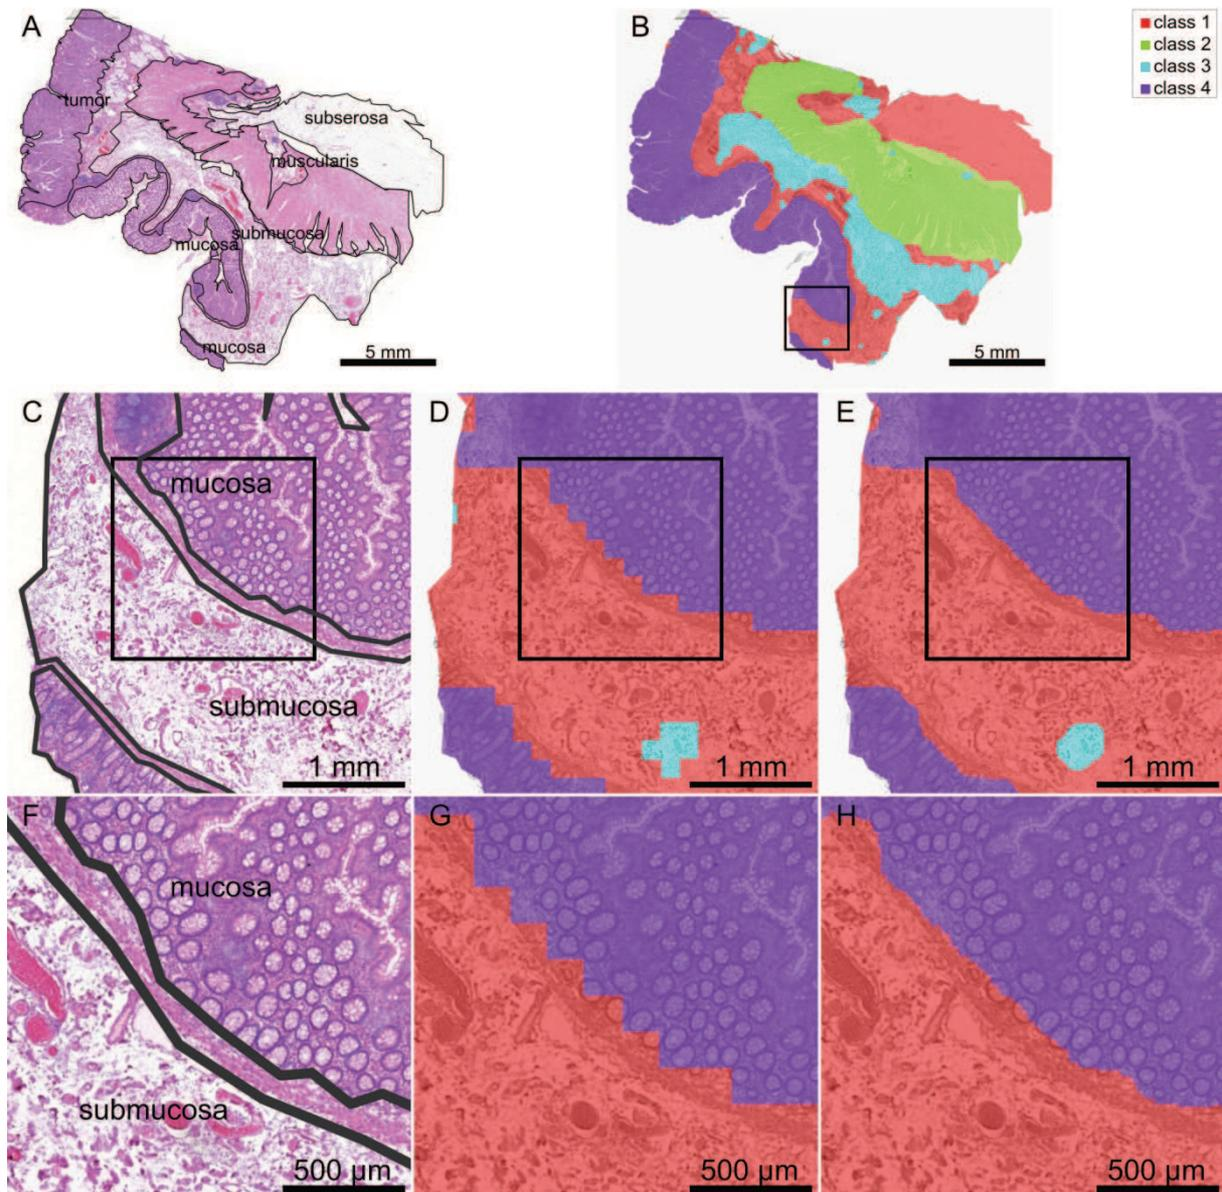 A
tumor
subserosa
muscularis
mucosa
submucosa
mucosa
5 mm
B
5 mm
class 1
class 2
class 3
class 4
C
mucosa
submucosa
1 mm
D
1 mm
E
1 mm
F
mucosa
submucosa
500 µm
G
500 µm
H
500 µm